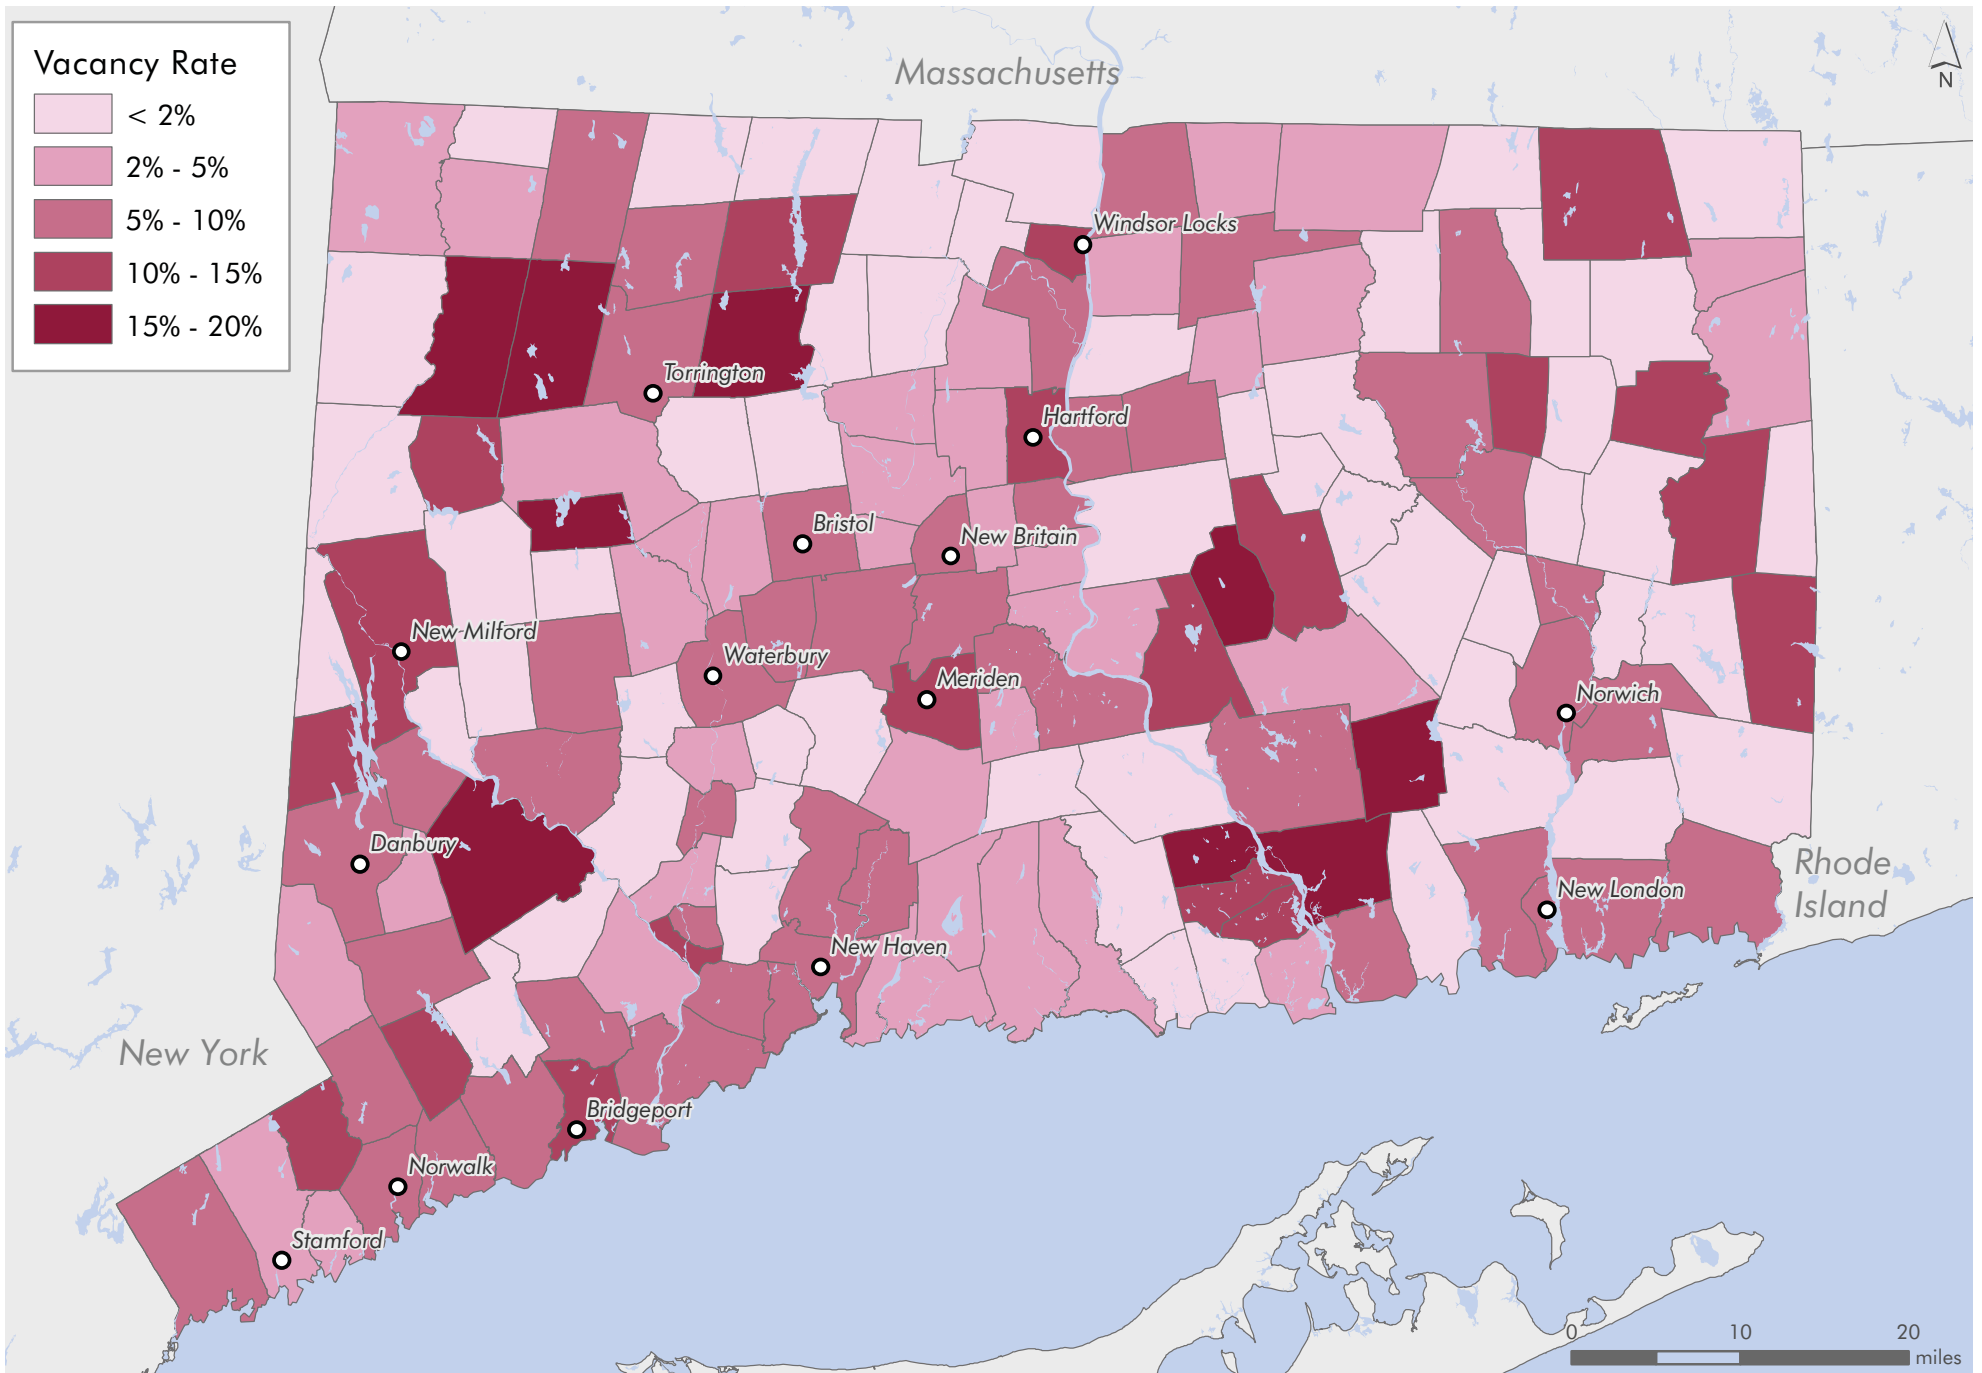 Vacancy Rate
< 2%
2% - 5%
5% - 10%
10% - 15%
15% - 20%
Massachusetts
N
Windsor Locks
Torrington
Hartford
Bristol
New Britain
New Milford
Waterbury
Meriden
Norwich
Danbury
Rhode
Island
New London
New Haven
New York
Bridgeport
Norwalk
Stamford
0 10 20
miles